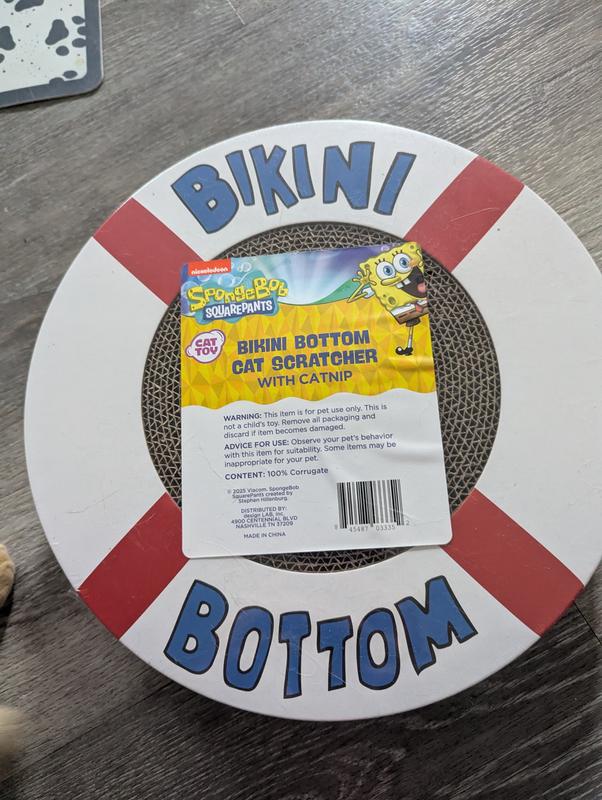 BIKINI
nickelodeon
SpongeBob
SQUAREPANTS
CAT
TOY
BIKINI BOTTOM
CAT SCRATCHER
WITH CATNIP
WARNING: This item is for pet use only. This is
not a child's toy. Remove all packaging and
discard if item becomes damaged.
ADVICE FOR USE: Observe your pet's behavior
with this item for suitability. Some items may be
inappropriate for your pet.
CONTENT: 100% Corrugate
© 2025 Viacom. SpongeBob
SquarePants created by
Stephen Hillenburg.
DISTRIBUTED BY:
design LAB, inc.
4900 CENTENNIAL BLVD
NASHVILLE TN 37209
MADE IN CHINA
9 45487 03335 2
BOTTOM